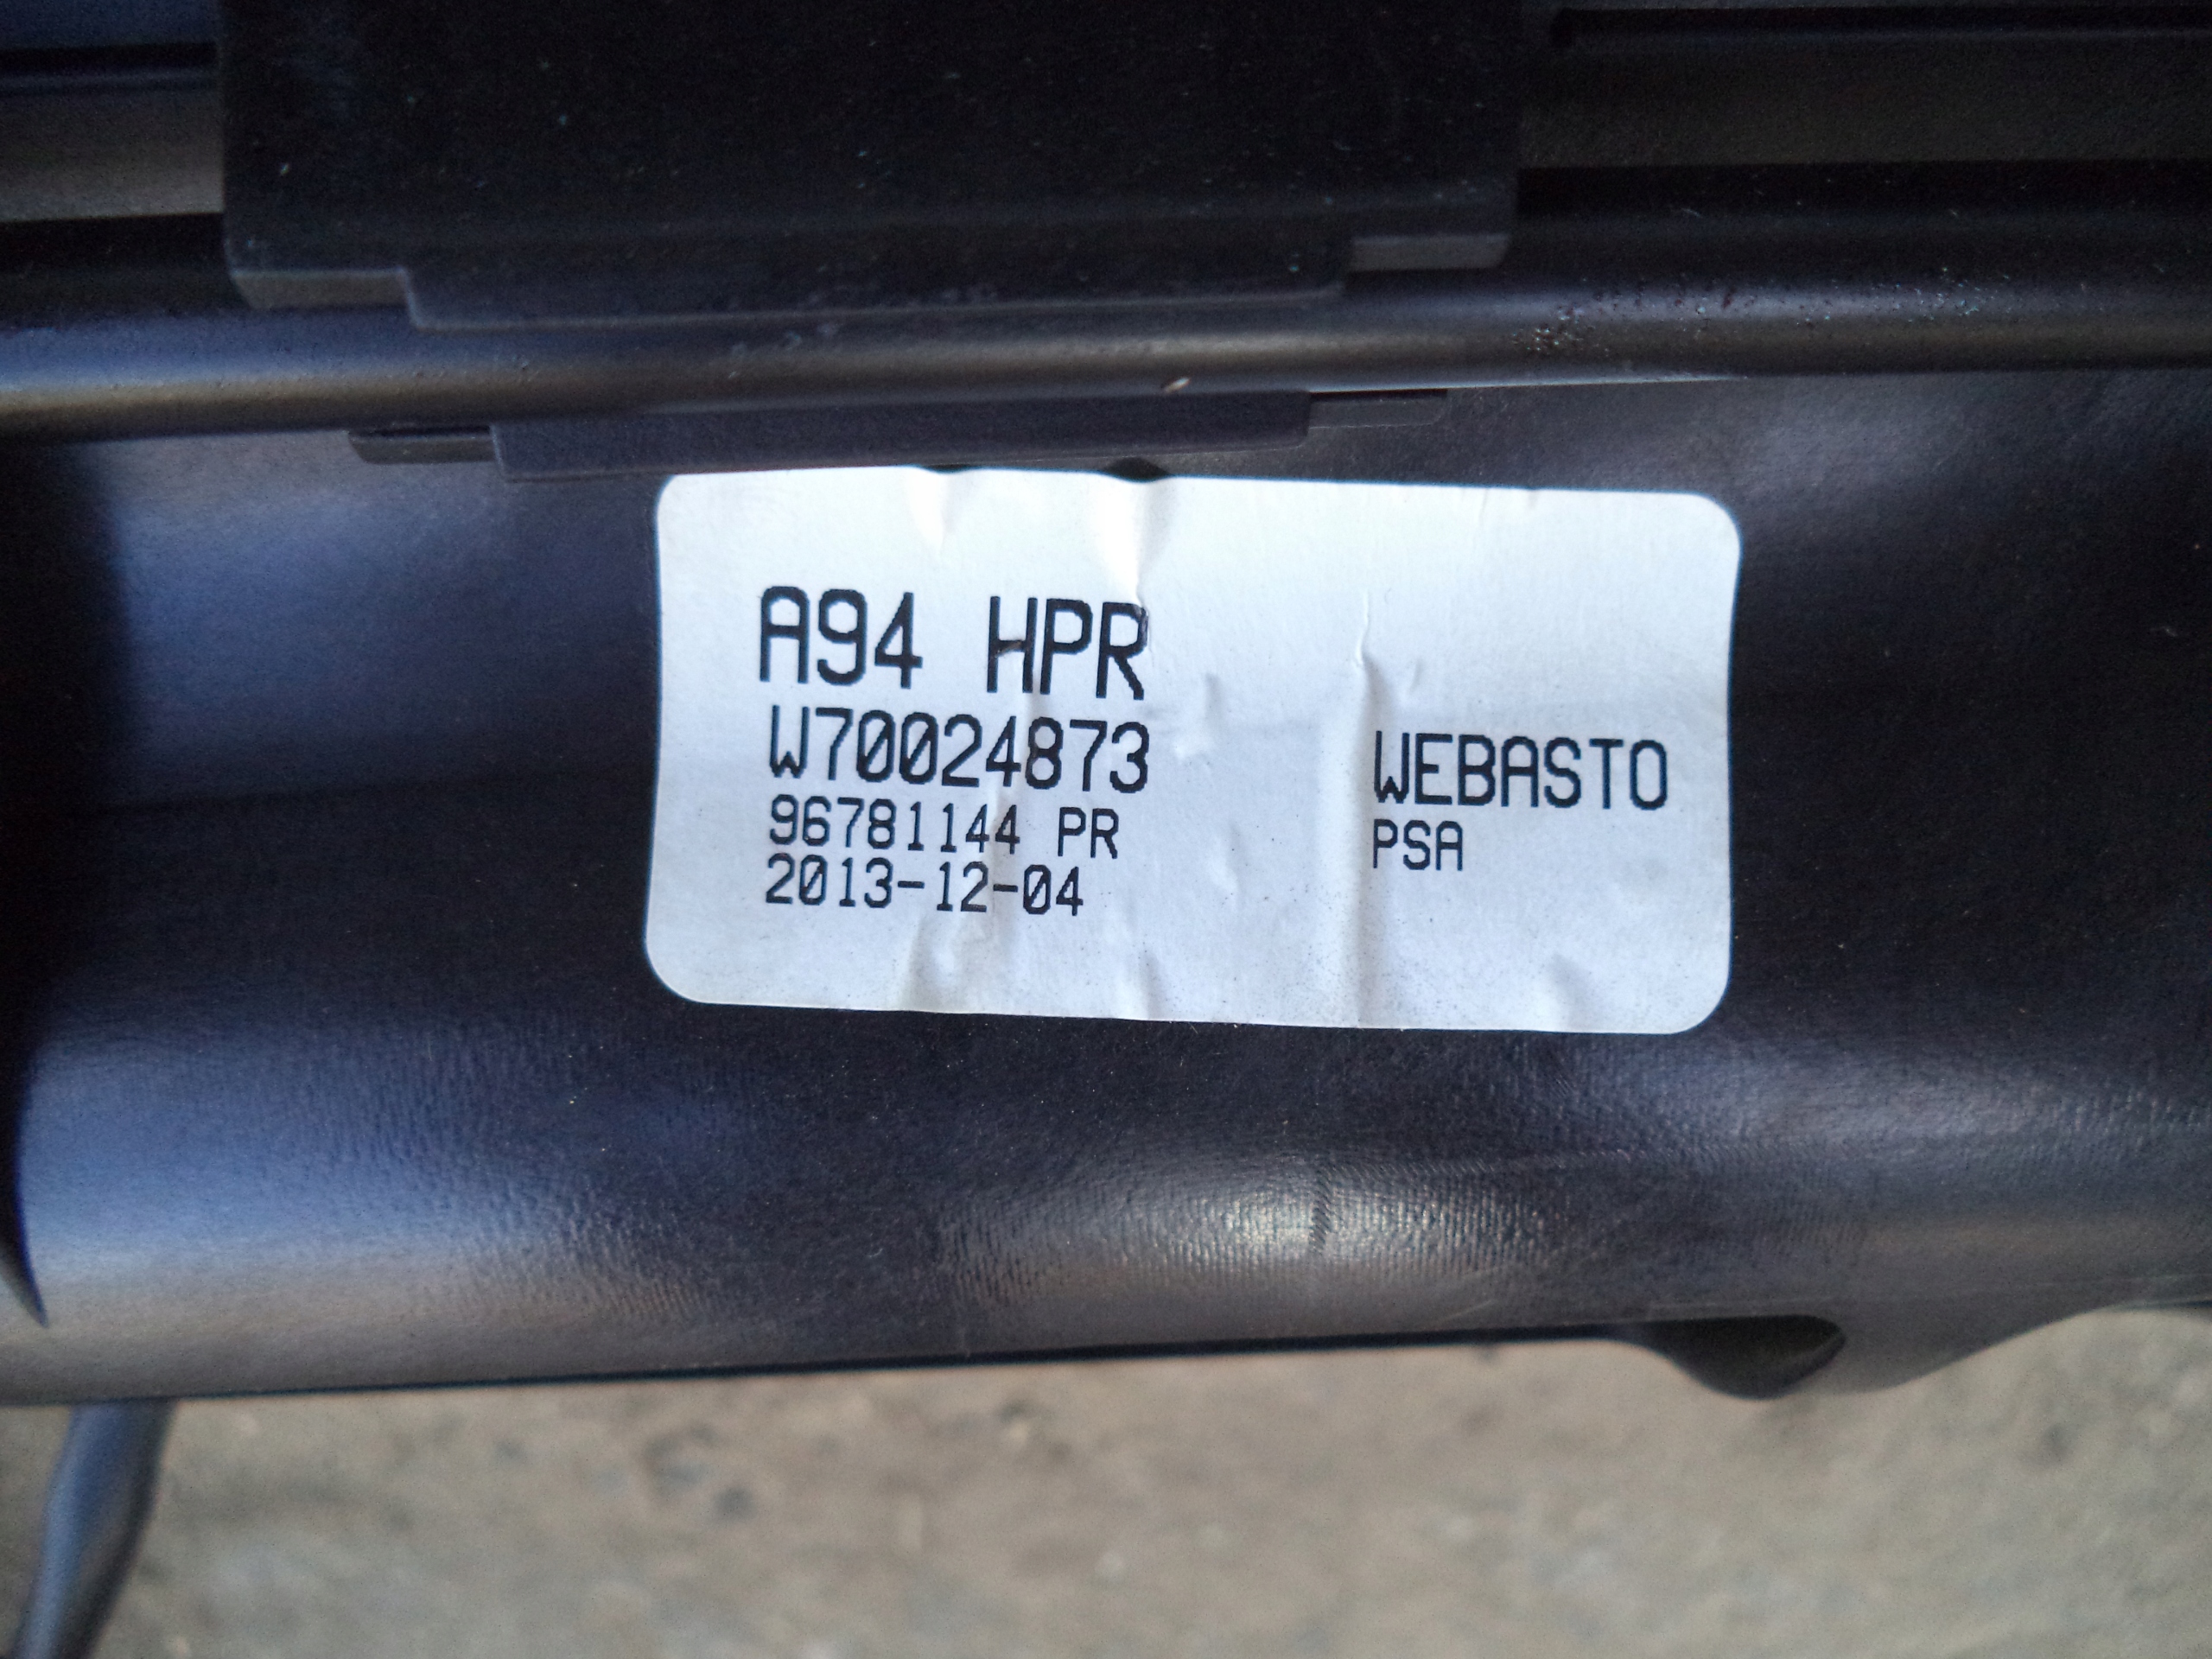 A94 HPR
W70024873
96781144 PR
2013-12-04
WEBASTO
PSA